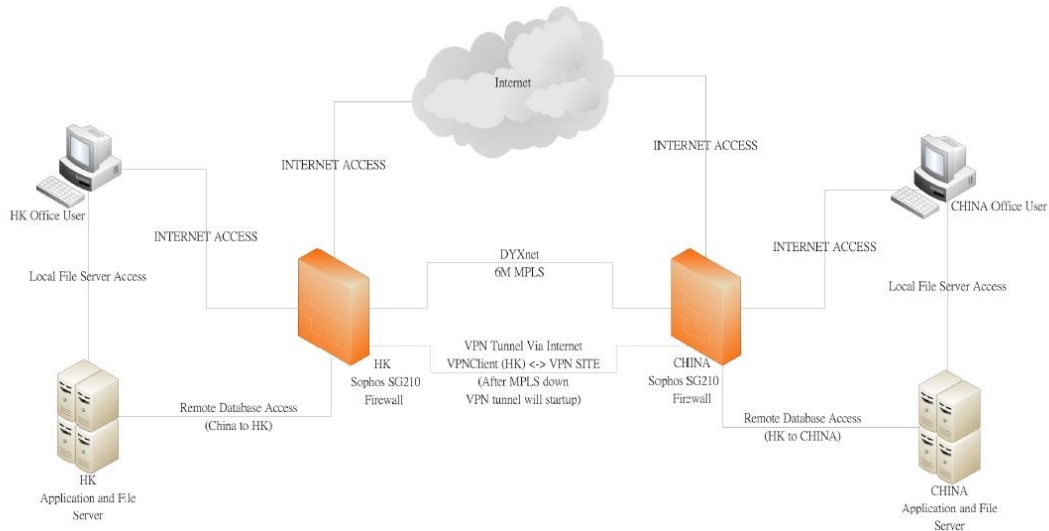 Internet
INTERNET ACCESS
INTERNET ACCESS
HK Office User
CHINA Office User
INTERNET ACCESS
INTERNET ACCESS
DYXnet
6M MPLS
Local File Server Access
Local File Server Access
VPN Tunnel Via Internet
VPNClient (HK) <-> VPN SITE
(After MPLS down
VPN tunnel will startup)
HK
Sophos SG210
Firewall
CHINA
Sophos SG210
Firewall
Remote Database Access
(China to HK)
Remote Database Access
(HK to CHINA)
HK
Application and File
Server
CHINA
Application and File
Server